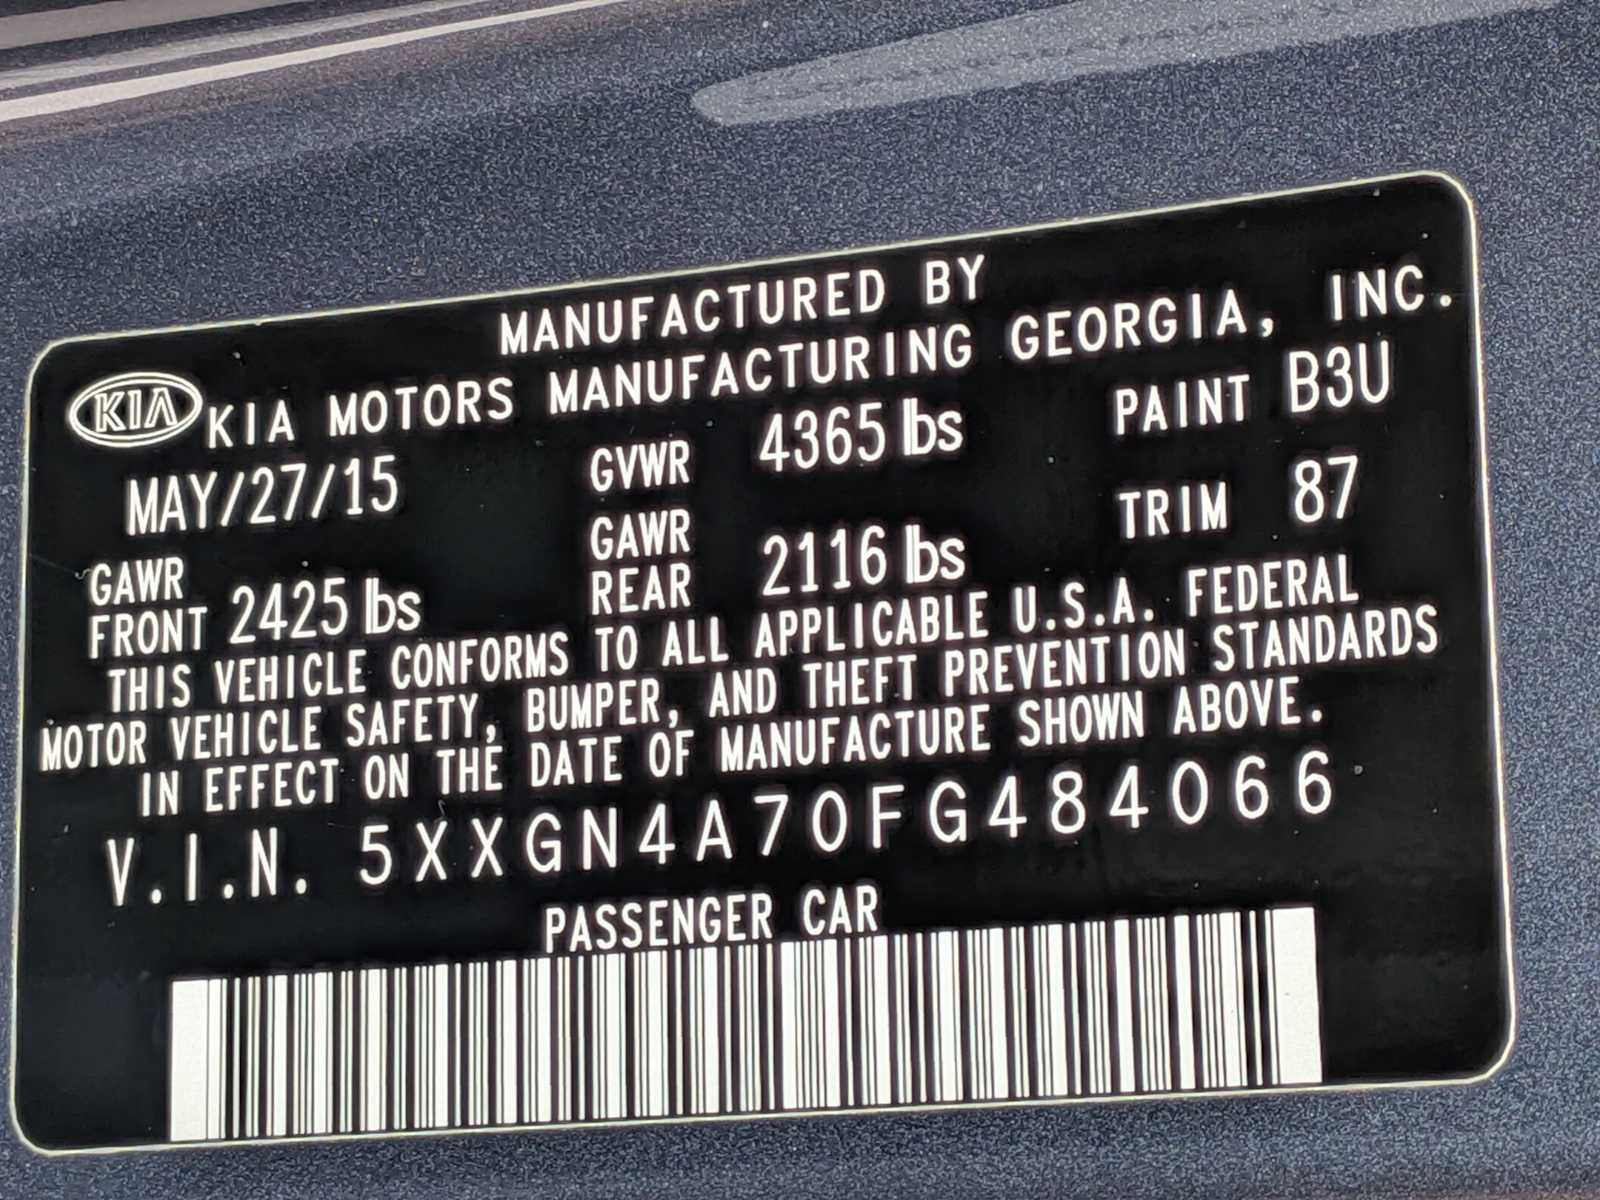 MANUFACTURED BY
KIA KIA MOTORS MANUFACTURING GEORGIA, INC.
MAY/27/15 GVWR 4365 lbs PAINT B3U
GAWR FRONT 2425 lbs GAWR REAR 2116 lbs TRIM 87
THIS VEHICLE CONFORMS TO ALL APPLICABLE U.S.A. FEDERAL
MOTOR VEHICLE SAFETY, BUMPER, AND THEFT PREVENTION STANDARDS
IN EFFECT ON THE DATE OF MANUFACTURE SHOWN ABOVE.
V.I.N. 5XXGN4A70FG484066
PASSENGER CAR